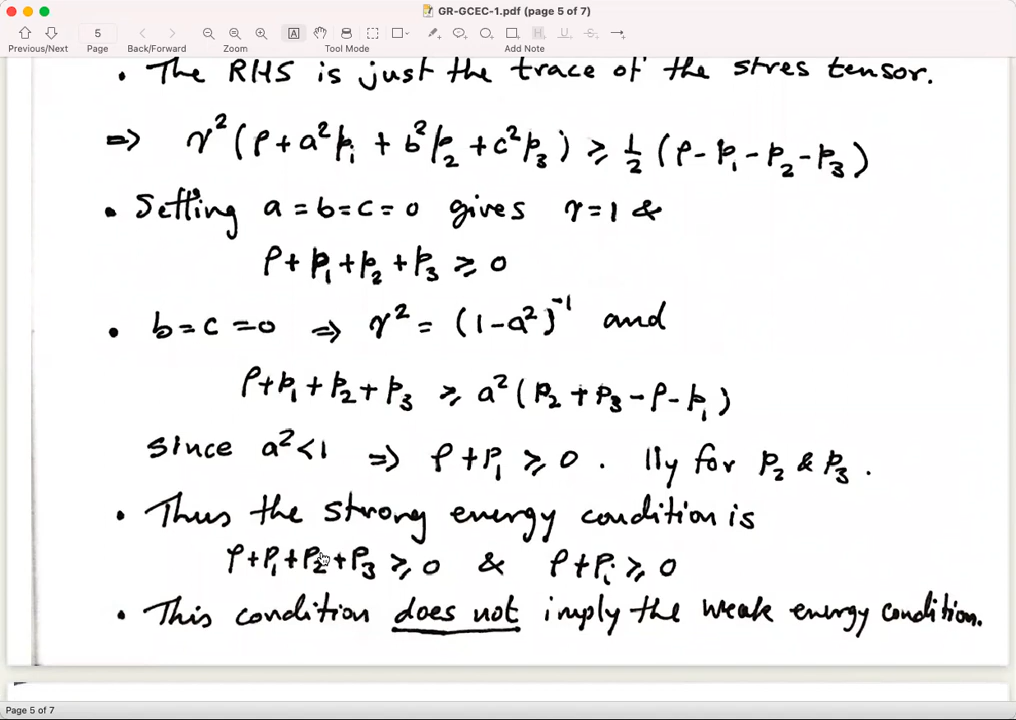 GR-GCEC-1.pdf (page 5 of 7)
5
Previous/Next Page Back/Forward Zoom Tool Mode Add Note
• The RHS is just the trace of the stres tensor.
⇒ γ²(ρ + a²p₁ + b²p₂ + c²p₃) ≥ ½ (ρ - p₁ - p₂ - p₃)
• Setting a = b = c = 0 gives γ = 1 &
ρ + p₁ + p₂ + p₃ ≥ 0
• b = c = 0 ⇒ γ² = (1 - a²)⁻¹ and
ρ + p₁ + p₂ + p₃ ≥ a² (p₂ + p₃ - ρ - p₁)
since a² < 1 ⇒ ρ + p₁ ≥ 0. lly for p₂ & p₃.
• Thus the strong energy condition is
ρ + p₁ + p₂ + p₃ ≥ 0 & ρ + pᵢ ≥ 0
• This condition does not imply the weak energy condition.
Page 5 of 7